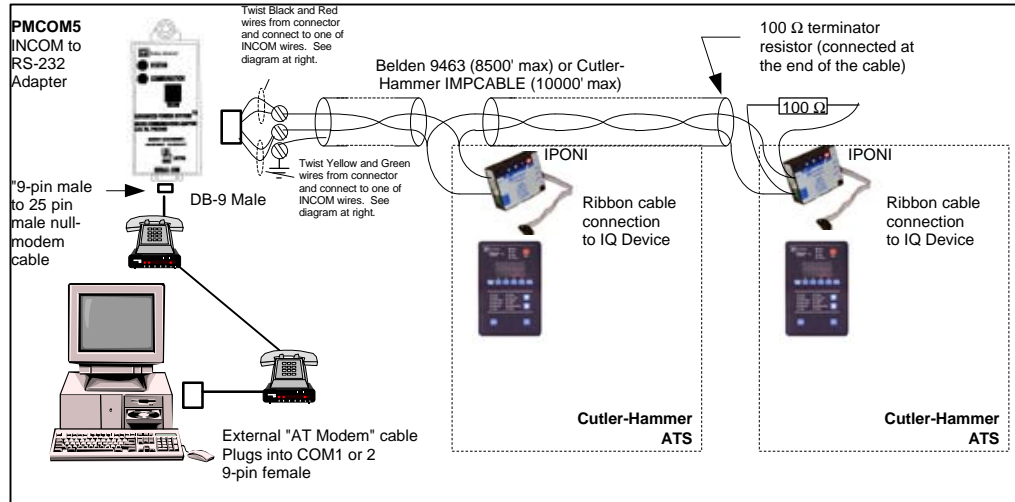 PMCOM5
INCOM to
RS-232
Adapter
Twist Black and Red
wires from connector
and connect to one of
INCOM wires.  See
diagram at right.
Belden 9463 (8500' max) or Cutler-
Hammer IMPCABLE (10000' max)
100 Ω terminator
resistor (connected at
the end of the cable)
100 Ω
Twist Yellow and Green
wires from connector
and connect to one of
INCOM wires.  See
diagram at right.
"9-pin male
to 25 pin
male null-
modem
cable
DB-9 Male
IPONI
Ribbon cable
connection
to IQ Device
IPONI
Ribbon cable
connection
to IQ Device
External "AT Modem" cable
Plugs into COM1 or 2
9-pin female
Cutler-Hammer
ATS
Cutler-Hammer
ATS